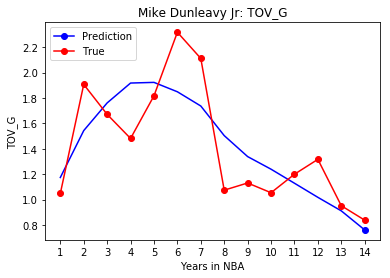 Mike Dunleavy Jr: TOV_G
Prediction
True
2.2
2.0
1.8
1.6
1.4
1.2
1.0
0.8
TOV_G
1 2 3 4 5 6 7 8 9 10 11 12 13 14
Years in NBA